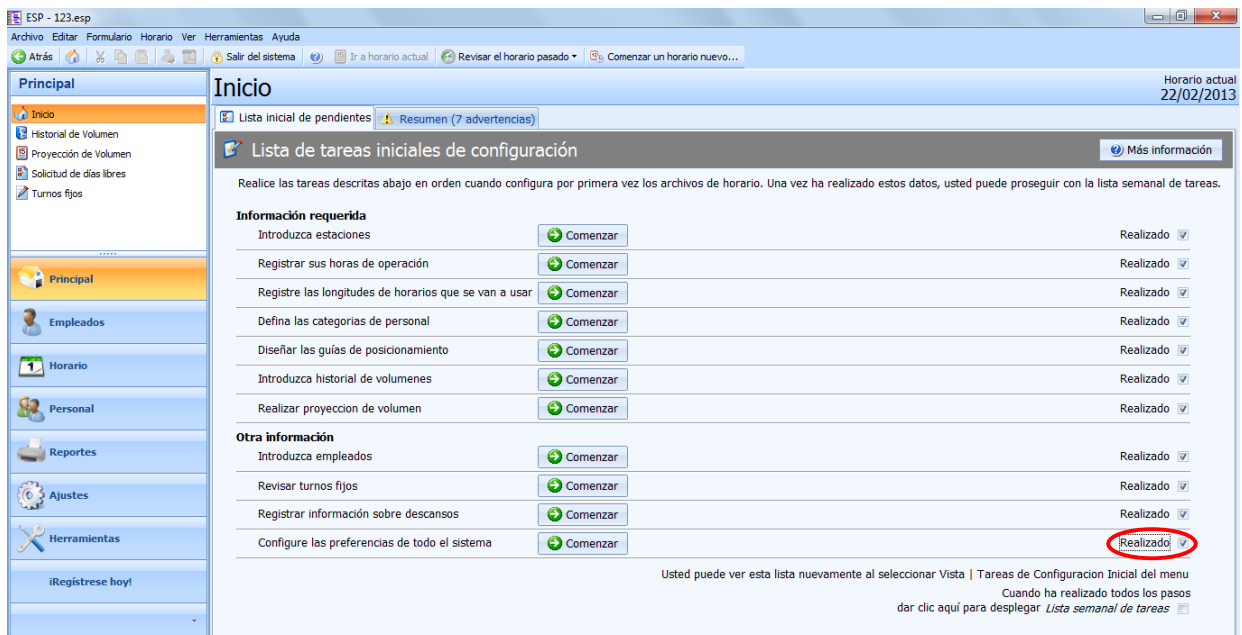 ESP - 123.esp
Archivo Editar Formulario Horario Ver Herramientas Ayuda
Atrás Salir del sistema Ir a horario actual Revisar el horario pasado Comenzar un horario nuevo...
Principal
Inicio
Historial de Volumen
Proyección de Volumen
Solicitud de días libres
Turnos fijos
Principal
Empleados
Horario
Personal
Reportes
Ajustes
Herramientas
¡Regístrese hoy!
Inicio
Horario actual
22/02/2013
Lista inicial de pendientes Resumen (7 advertencias)
Lista de tareas iniciales de configuración Más información
Realice las tareas descritas abajo en orden cuando configura por primera vez los archivos de horario. Una vez ha realizado estos datos, usted puede proseguir con la lista semanal de tareas.
Información requerida
Introduzca estaciones Comenzar Realizado
Registrar sus horas de operación Comenzar Realizado
Registre las longitudes de horarios que se van a usar Comenzar Realizado
Defina las categorias de personal Comenzar Realizado
Diseñar las guías de posicionamiento Comenzar Realizado
Introduzca historial de volumenes Comenzar Realizado
Realizar proyeccion de volumen Comenzar Realizado
Otra información
Introduzca empleados Comenzar Realizado
Revisar turnos fijos Comenzar Realizado
Registrar información sobre descansos Comenzar Realizado
Configure las preferencias de todo el sistema Comenzar Realizado
Usted puede ver esta lista nuevamente al seleccionar Vista | Tareas de Configuracion Inicial del menu
Cuando ha realizado todos los pasos
dar clic aquí para desplegar Lista semanal de tareas